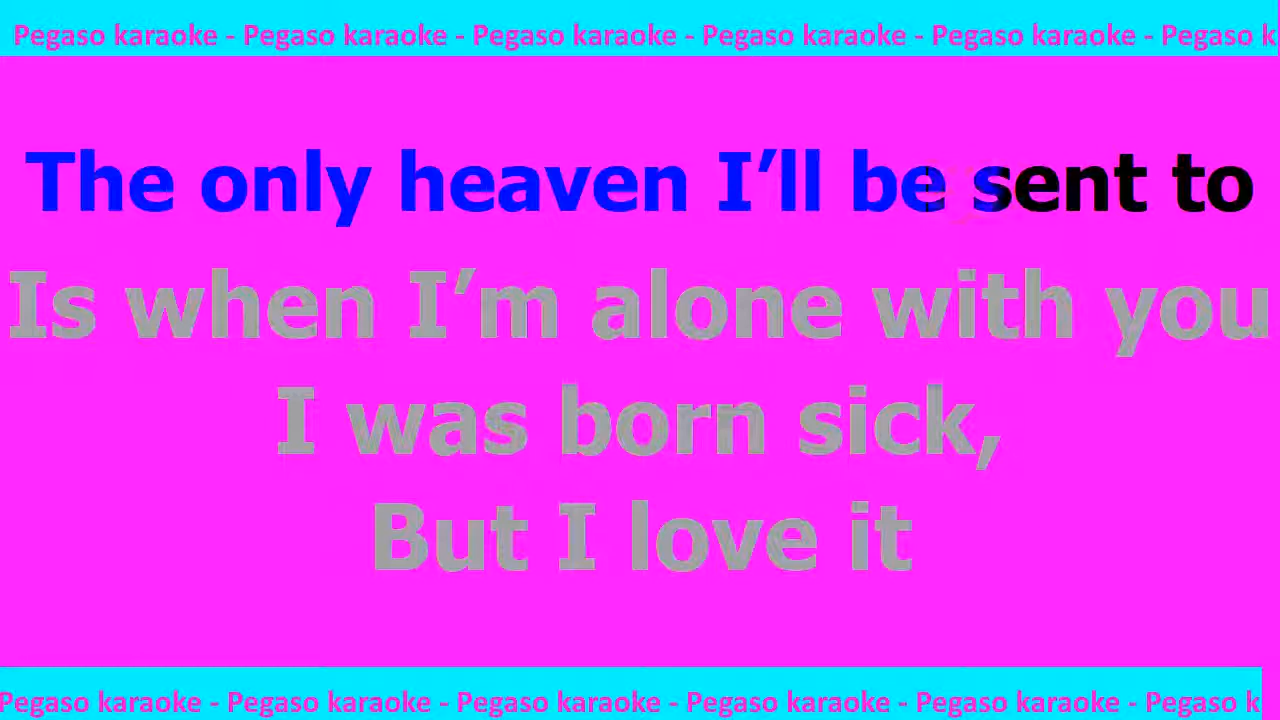 Pegaso karaoke - Pegaso karaoke - Pegaso karaoke - Pegaso karaoke - Pegaso karaoke - Pegaso k
The only heaven I’ll be sent to
Is when I’m alone with you
I was born sick,
But I love it
Pegaso karaoke - Pegaso karaoke - Pegaso karaoke - Pegaso karaoke - Pegaso karaoke - Pegaso k